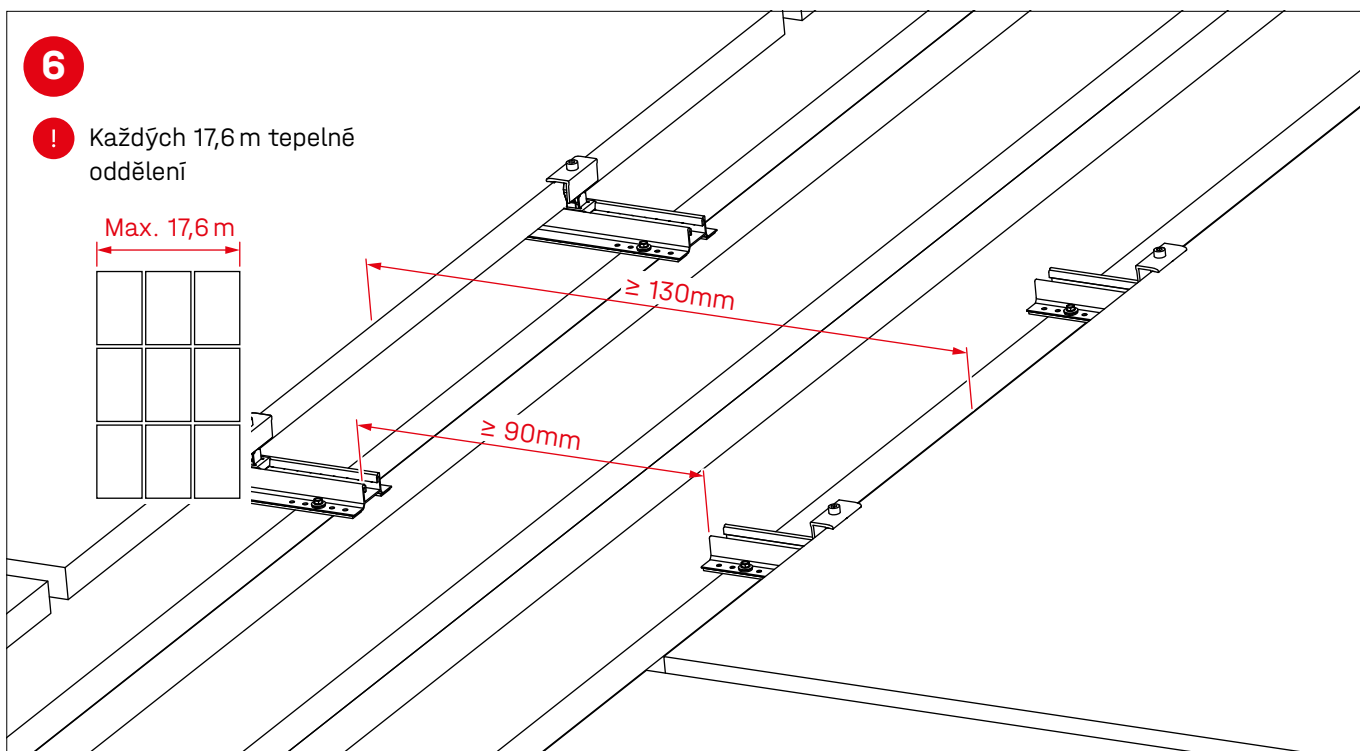 6
! Každých 17,6 m tepelné
oddělení
Max. 17,6 m
≥ 130mm
≥ 90mm